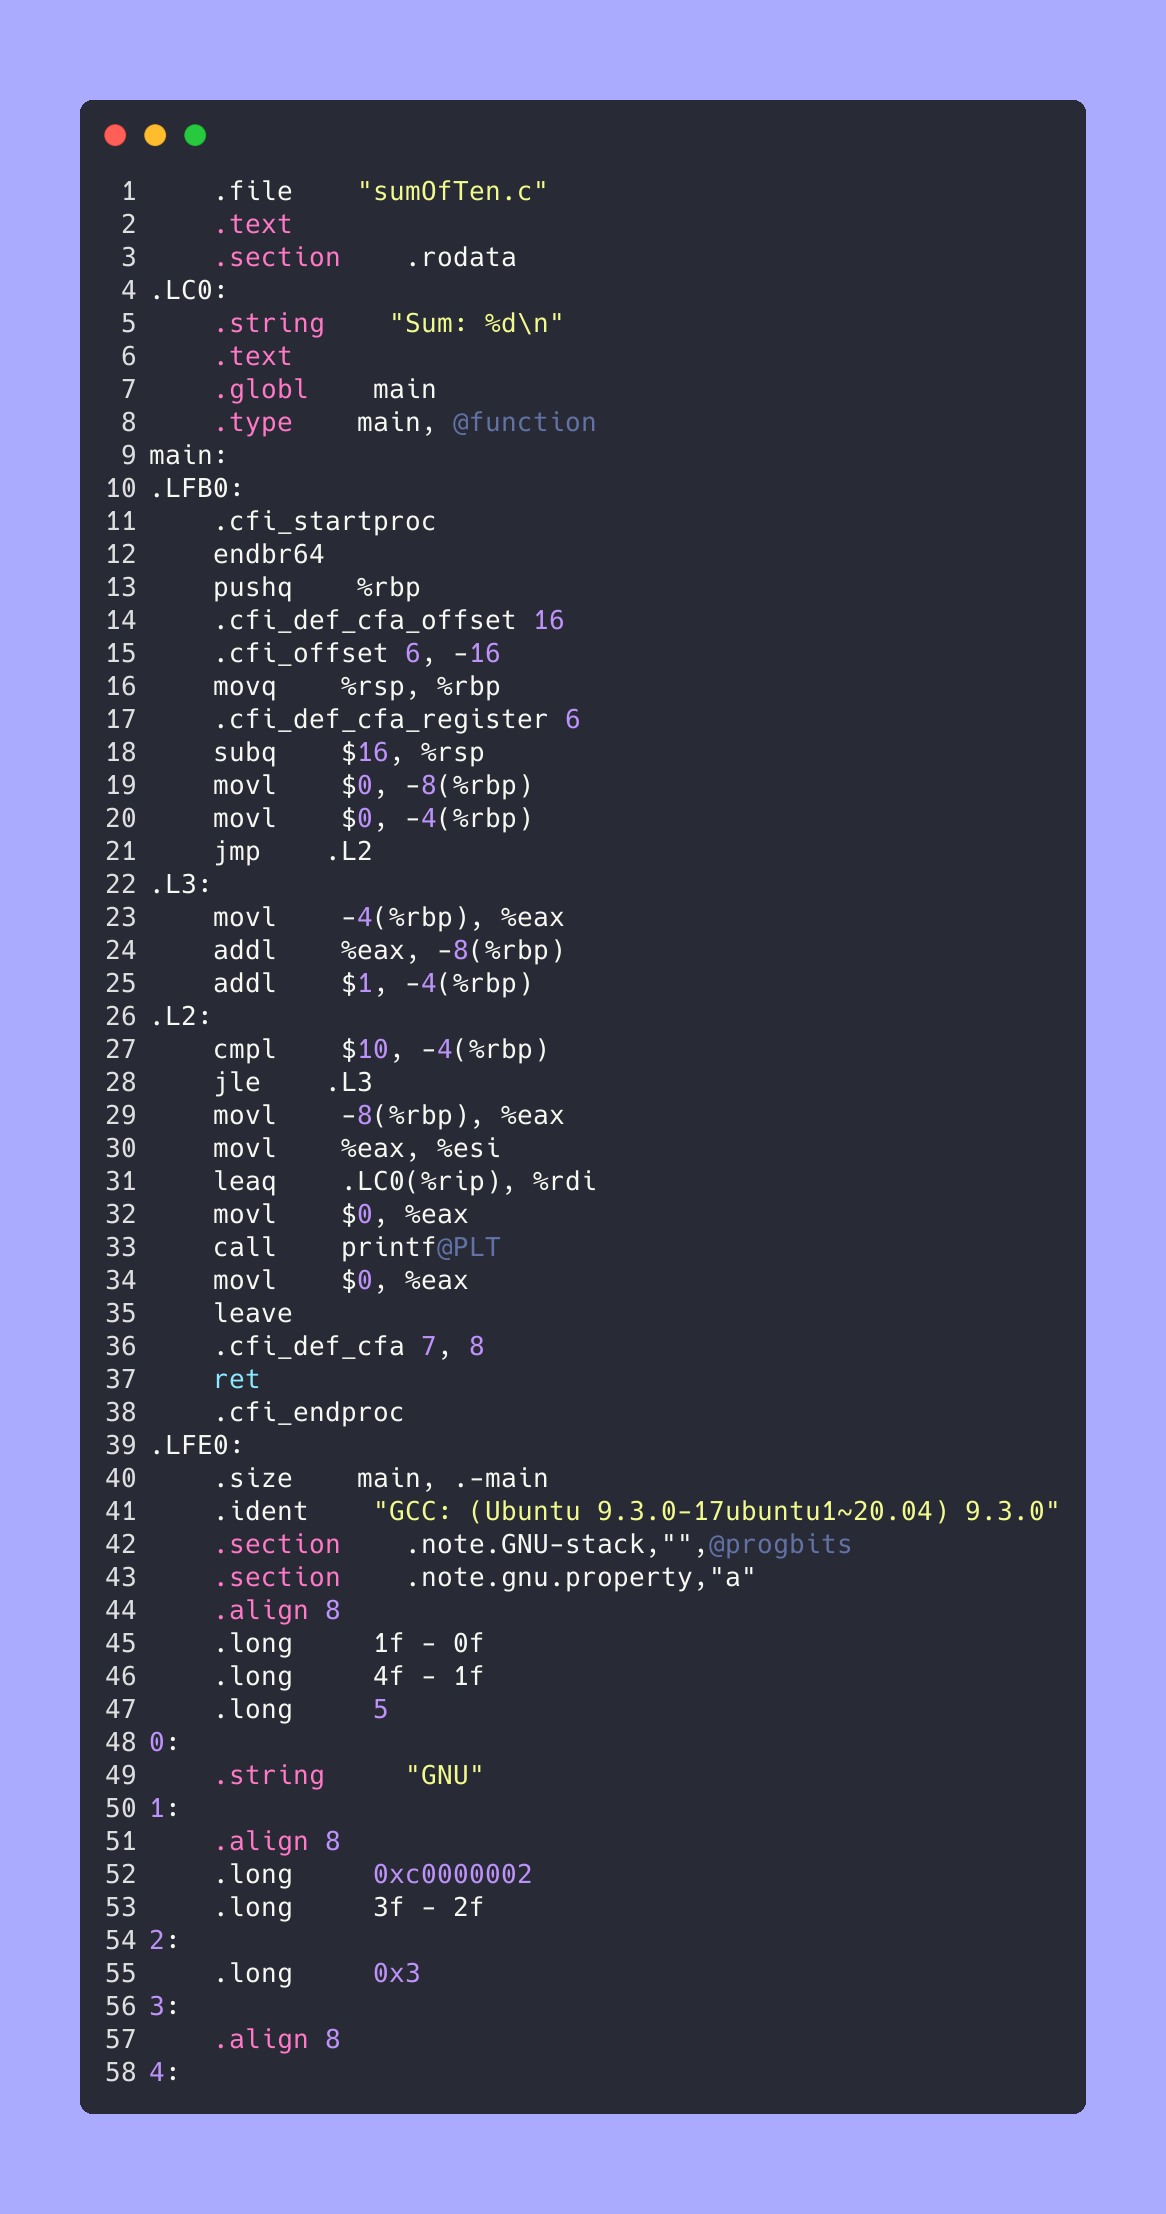 1 .file "sumOfTen.c"
2 .text
3 .section .rodata
4 .LC0:
5 .string "Sum: %d\n"
6 .text
7 .globl main
8 .type main, @function
9 main:
10 .LFB0:
11 .cfi_startproc
12 endbr64
13 pushq %rbp
14 .cfi_def_cfa_offset 16
15 .cfi_offset 6, -16
16 movq %rsp, %rbp
17 .cfi_def_cfa_register 6
18 subq $16, %rsp
19 movl $0, -8(%rbp)
20 movl $0, -4(%rbp)
21 jmp .L2
22 .L3:
23 movl -4(%rbp), %eax
24 addl %eax, -8(%rbp)
25 addl $1, -4(%rbp)
26 .L2:
27 cmpl $10, -4(%rbp)
28 jle .L3
29 movl -8(%rbp), %eax
30 movl %eax, %esi
31 leaq .LC0(%rip), %rdi
32 movl $0, %eax
33 call printf@PLT
34 movl $0, %eax
35 leave
36 .cfi_def_cfa 7, 8
37 ret
38 .cfi_endproc
39 .LFE0:
40 .size main, .-main
41 .ident "GCC: (Ubuntu 9.3.0-17ubuntu1~20.04) 9.3.0"
42 .section .note.GNU-stack,"",@progbits
43 .section .note.gnu.property,"a"
44 .align 8
45 .long 1f - 0f
46 .long 4f - 1f
47 .long 5
48 0:
49 .string "GNU"
50 1:
51 .align 8
52 .long 0xc0000002
53 .long 3f - 2f
54 2:
55 .long 0x3
56 3:
57 .align 8
58 4: